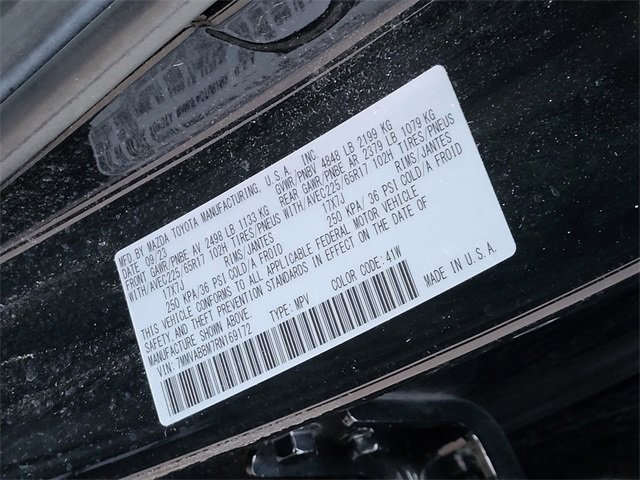 MFD. BY MAZDA TOYOTA MANUFACTURING, U.S.A. INC.
DATE 09/23 GVWR/PNBV 4848 LB 2199 KG
FRONT GAWR/PNBE AV 2498 LB 1133 KG REAR GAWR/PNBE AR 2379 LB 1079 KG
WITH/AVEC225/65R17 102H TIRES/PNEUS WITH/AVEC225/65R17 102H TIRES/PNEUS
17X7J RIMS/JANTES 17X7J RIMS/JANTES
250 KPA/36 PSI COLD/A FROID 250 KPA/36 PSI COLD/A FROID
THIS VEHICLE CONFORMS TO ALL APPLICABLE FEDERAL MOTOR VEHICLE
SAFETY, AND THEFT PREVENTION STANDARDS IN EFFECT ON THE DATE OF
MANUFACTURE SHOWN ABOVE.
VIN: 7MMVABBM7RN169172 TYPE: MPV COLOR CODE: 41W
MADE IN U.S.A.